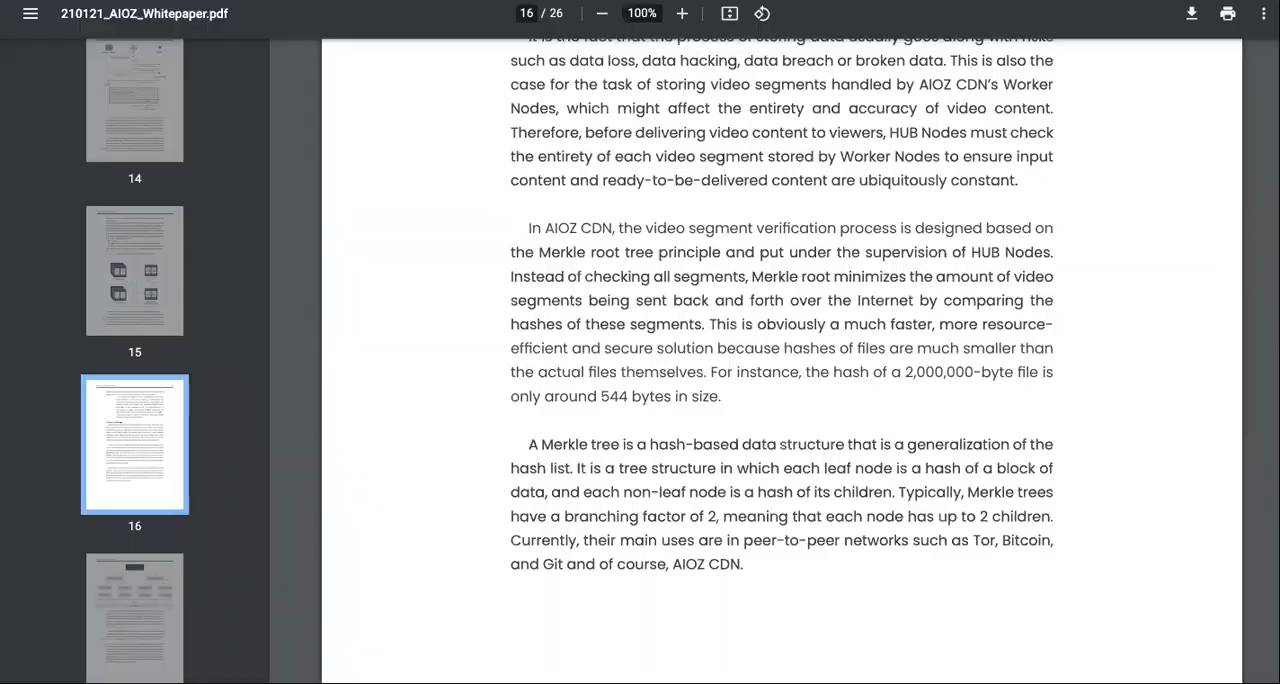 210121_AIOZ_Whitepaper.pdf
16 / 26
100%
14
15
16
It is the fact that the process of storing data usually goes along with risks
such as data loss, data hacking, data breach or broken data. This is also the
case for the task of storing video segments handled by AIOZ CDN's Worker
Nodes, which might affect the entirety and accuracy of video content.
Therefore, before delivering video content to viewers, HUB Nodes must check
the entirety of each video segment stored by Worker Nodes to ensure input
content and ready-to-be-delivered content are ubiquitously constant.
In AIOZ CDN, the video segment verification process is designed based on
the Merkle root tree principle and put under the supervision of HUB Nodes.
Instead of checking all segments, Merkle root minimizes the amount of video
segments being sent back and forth over the Internet by comparing the
hashes of these segments. This is obviously a much faster, more resource-
efficient and secure solution because hashes of files are much smaller than
the actual files themselves. For instance, the hash of a 2,000,000-byte file is
only around 544 bytes in size.
A Merkle tree is a hash-based data structure that is a generalization of the
hash list. It is a tree structure in which each leaf node is a hash of a block of
data, and each non-leaf node is a hash of its children. Typically, Merkle trees
have a branching factor of 2, meaning that each node has up to 2 children.
Currently, their main uses are in peer-to-peer networks such as Tor, Bitcoin,
and Git and of course, AIOZ CDN.